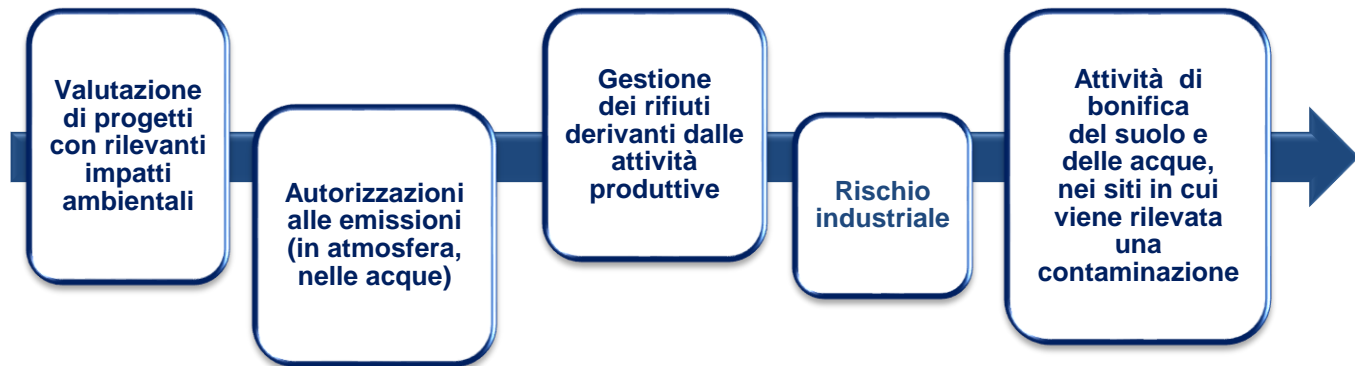 Valutazione
di progetti
con rilevanti
impatti
ambientali
Autorizzazioni
alle emissioni
(in atmosfera,
nelle acque)
Gestione
dei rifiuti
derivanti dalle
attività
produttive
Rischio
industriale
Attività di
bonifica
del suolo e
delle acque,
nei siti in cui
viene rilevata
una
contaminazione